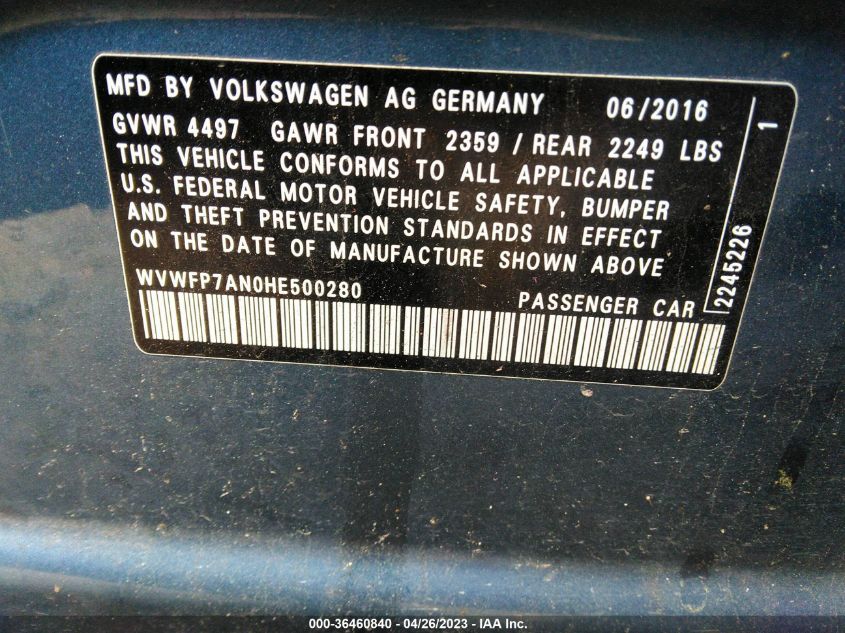 MFD BY VOLKSWAGEN AG GERMANY 06/2016
GVWR 4497 GAWR FRONT 2359 / REAR 2249 LBS
THIS VEHICLE CONFORMS TO ALL APPLICABLE
U.S. FEDERAL MOTOR VEHICLE SAFETY, BUMPER
AND THEFT PREVENTION STANDARDS IN EFFECT
ON THE DATE OF MANUFACTURE SHOWN ABOVE
WVWFP7AN0HE500280 PASSENGER CAR
2245226 1
000-36460840 - 04/26/2023 - IAA Inc.